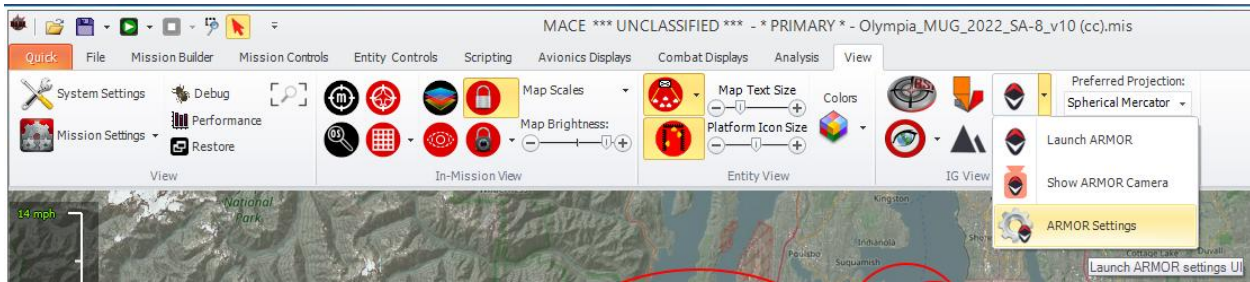 MACE *** UNCLASSIFIED *** - * PRIMARY * - Olympia_MUG_2022_SA-8_v10 (cc).mis
Quick File Mission Builder Mission Controls Entity Controls Scripting Avionics Displays Combat Displays Analysis View
System Settings
Debug
Mission Settings
Performance
Restore
View
Map Scales
Map Brightness:
In-Mission View
Map Text Size
Platform Icon Size
Colors
Entity View
IG View
Preferred Projection:
Spherical Mercator
Launch ARMOR
Show ARMOR Camera
ARMOR Settings
Launch ARMOR settings UI
14 mph
National
Park
Kingston
Indianola
Poulsbo
Suquamish
Cottage Lake
Duvall